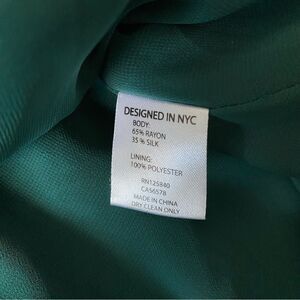 DESIGNED IN NYC
BODY:
65% RAYON
35 % SILK
LINING:
100% POLYESTER
RN125840
CA56578
MADE IN CHINA
DRY CLEAN ONLY